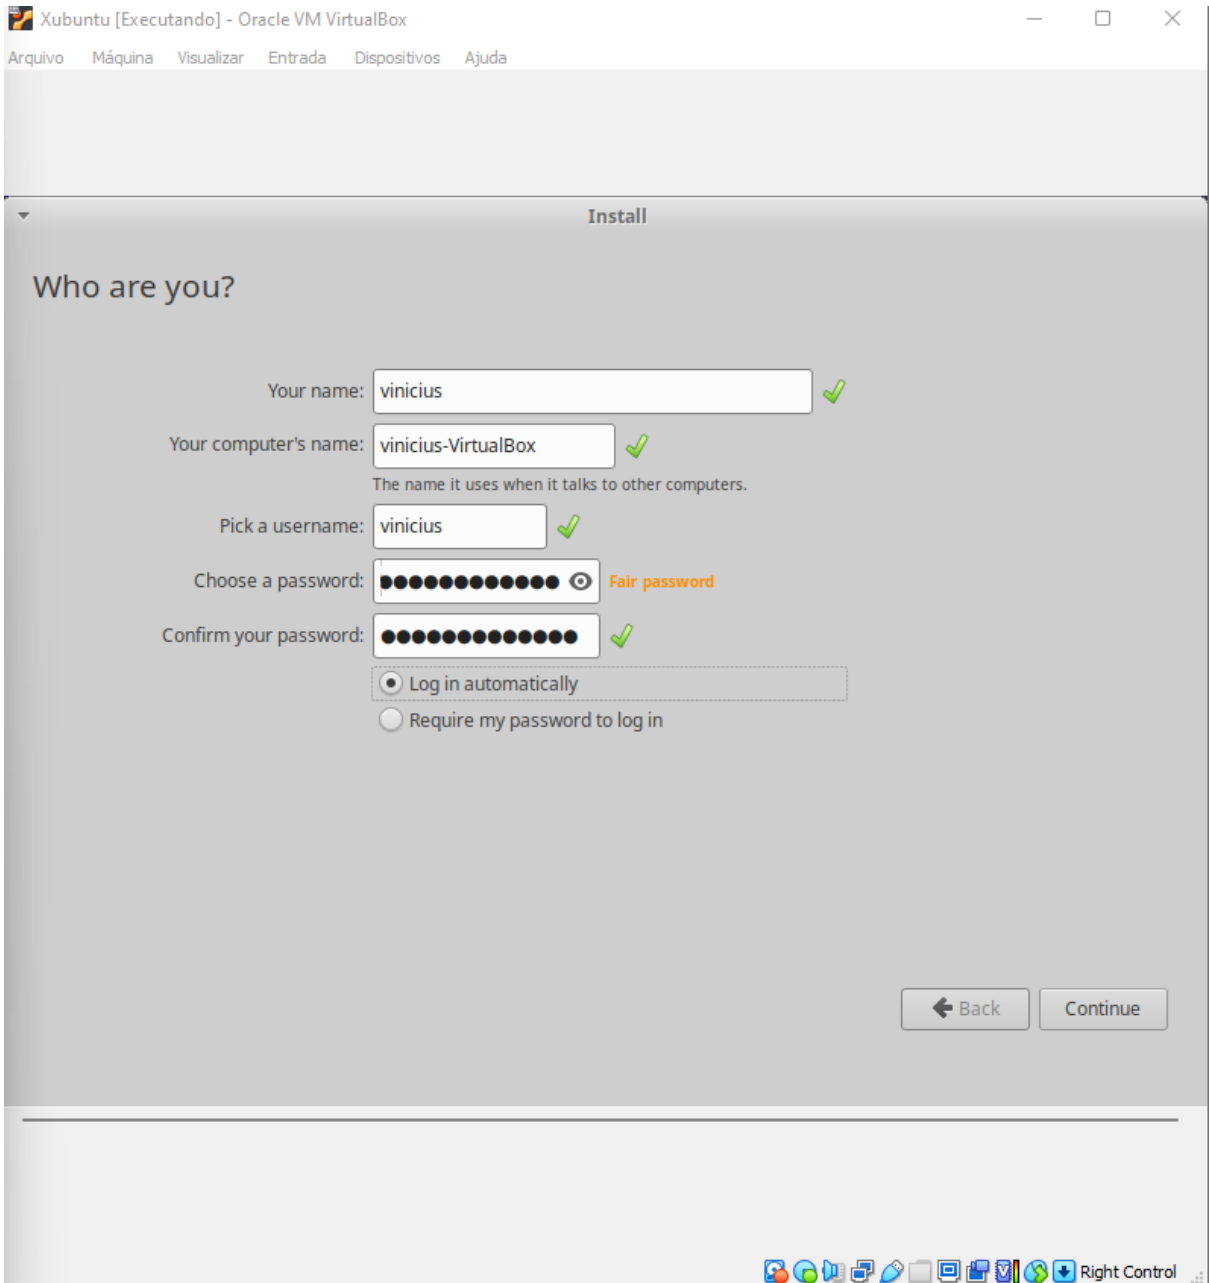 Xubuntu [Executando] - Oracle VM VirtualBox
Arquivo Máquina Visualizar Entrada Dispositivos Ajuda
Install
Who are you?
Your name: vinicius
Your computer's name: vinicius-VirtualBox
The name it uses when it talks to other computers.
Pick a username: vinicius
Choose a password: Fair password
Confirm your password:
Log in automatically
Require my password to log in
Back Continue
Right Control